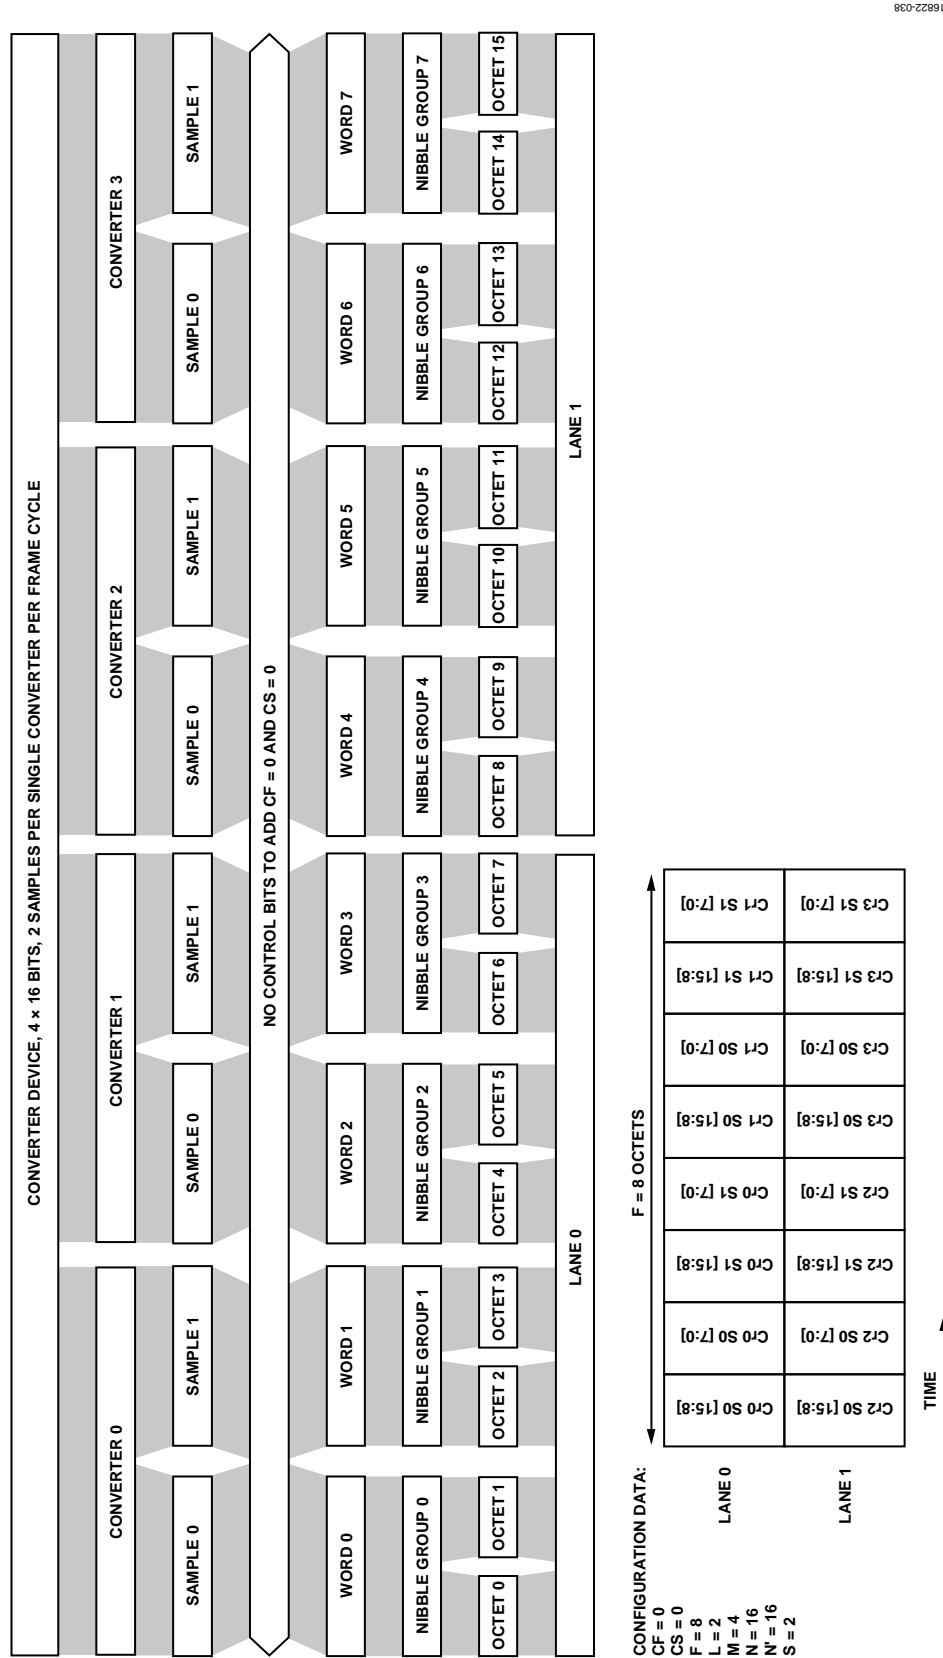 CONVERTER DEVICE, 4 × 16 BITS, 2 SAMPLES PER SINGLE CONVERTER PER FRAME CYCLE
CONVERTER 0 CONVERTER 1 CONVERTER 2 CONVERTER 3
SAMPLE 0 SAMPLE 1 SAMPLE 0 SAMPLE 1 SAMPLE 0 SAMPLE 1 SAMPLE 0 SAMPLE 1
NO CONTROL BITS TO ADD CF = 0 AND CS = 0
WORD 0 WORD 1 WORD 2 WORD 3 WORD 4 WORD 5 WORD 6 WORD 7
NIBBLE GROUP 0 NIBBLE GROUP 1 NIBBLE GROUP 2 NIBBLE GROUP 3 NIBBLE GROUP 4 NIBBLE GROUP 5 NIBBLE GROUP 6 NIBBLE GROUP 7
OCTET 0 OCTET 1 OCTET 2 OCTET 3 OCTET 4 OCTET 5 OCTET 6 OCTET 7 OCTET 8 OCTET 9 OCTET 10 OCTET 11 OCTET 12 OCTET 13 OCTET 14 OCTET 15
LANE 0 LANE 1
CONFIGURATION DATA:
CF = 0
CS = 0
F = 8
L = 2
M = 4
N = 16
N' = 16
S = 2
F = 8 OCTETS
LANE 0 Cr0 S0 [15:8] Cr0 S0 [7:0] Cr0 S1 [15:8] Cr0 S1 [7:0] Cr1 S0 [15:8] Cr1 S0 [7:0] Cr1 S1 [15:8] Cr1 S1 [7:0]
LANE 1 Cr2 S0 [15:8] Cr2 S0 [7:0] Cr2 S1 [15:8] Cr2 S1 [7:0] Cr3 S0 [15:8] Cr3 S0 [7:0] Cr3 S1 [15:8] Cr3 S1 [7:0]
TIME
16822-038